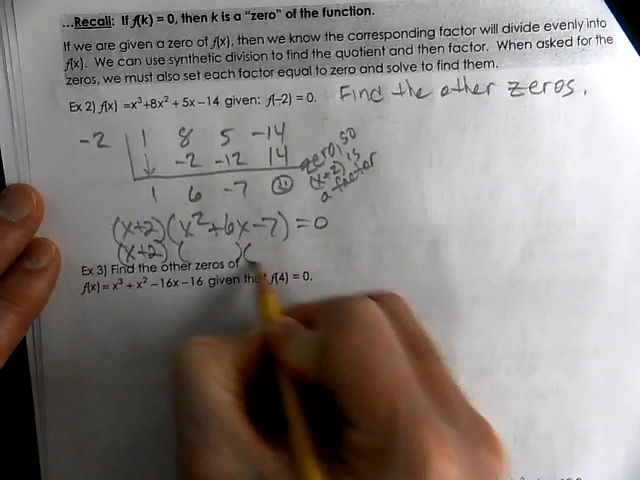 ...Recall: If f(k) = 0, then k is a "zero" of the function.
If we are given a zero of f(x), then we know the corresponding factor will divide evenly into
f(x). We can use synthetic division to find the quotient and then factor. When asked for the
zeros, we must also set each factor equal to zero and solve to find them.
Ex 2) f(x) =x³+8x² + 5x-14 given: f(-2) = 0. Find the other zeros.
-2 | 1 8 5 -14
-2 -12 14
1 6 -7
zero, so
(x+2) is
a factor
(x+2)(x²+6x-7) = 0
(x+2) ( ) (
Ex 3) Find the other zeros of
f(x) = x³ + x² - 16x - 16 given f(4) = 0.